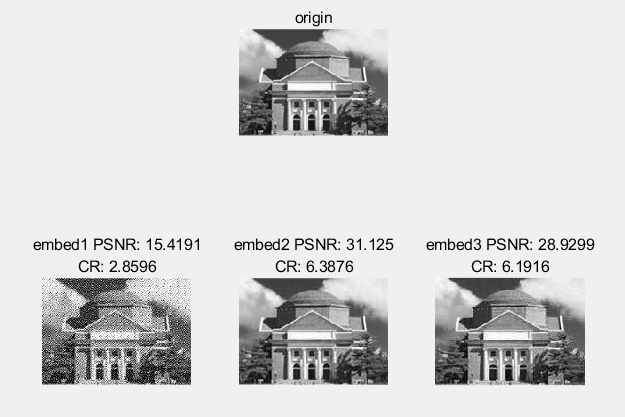 origin
embed1 PSNR: 15.4191
CR: 2.8596
embed2 PSNR: 31.125
CR: 6.3876
embed3 PSNR: 28.9299
CR: 6.1916